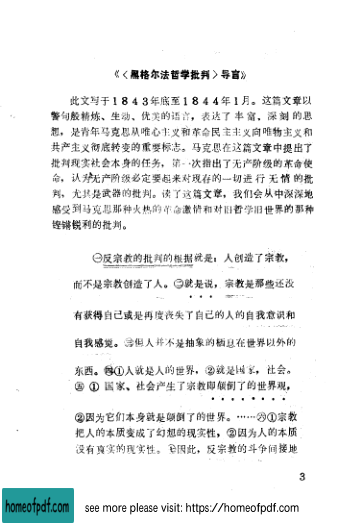 《〈黑格尔法哲学批判〉导言》
此文写于1843年底至1844年1月。这篇文章以
警句般精炼、生动、优美的语言，表达了丰富、深刻的思
想，是青年马克思从唯心主义和革命民主主义向唯物主义和
共产主义彻底转变的重要标志。马克思在这篇文章中提出了
批判现实社会本身的任务，第一次指出了无产阶级的革命使
命，认为无产阶级必定要起来对现存的一切进行无情的批
判，尤其是武器的批判。读了这篇文章，我们会从中深深地
感受到马克思那种火热的革命激情和对旧哲学旧世界的那种
铿锵锐利的批判。
㊀反宗教的批判的根据就是：人创造了宗教，
而不是宗教创造了人。㊁就是说，宗教是那些还没
有获得自己或是再度丧失了自己的人的自我意识和
自我感觉。㊂但人并不是抽象的栖息在世界以外的
东西。㊃①人就是人的世界，②就是国家，社会。
㊄①国家、社会产生了宗教即颠倒了的世界观，
②因为它们本身就是颠倒了的世界。……㊅①宗教
把人的本质变成了幻想的现实性，②因为人的本质
没有真实的现实性。㊆因此，反宗教的斗争间接地
3
homeofpdf.com
see more please visit: https://homeofpdf.com